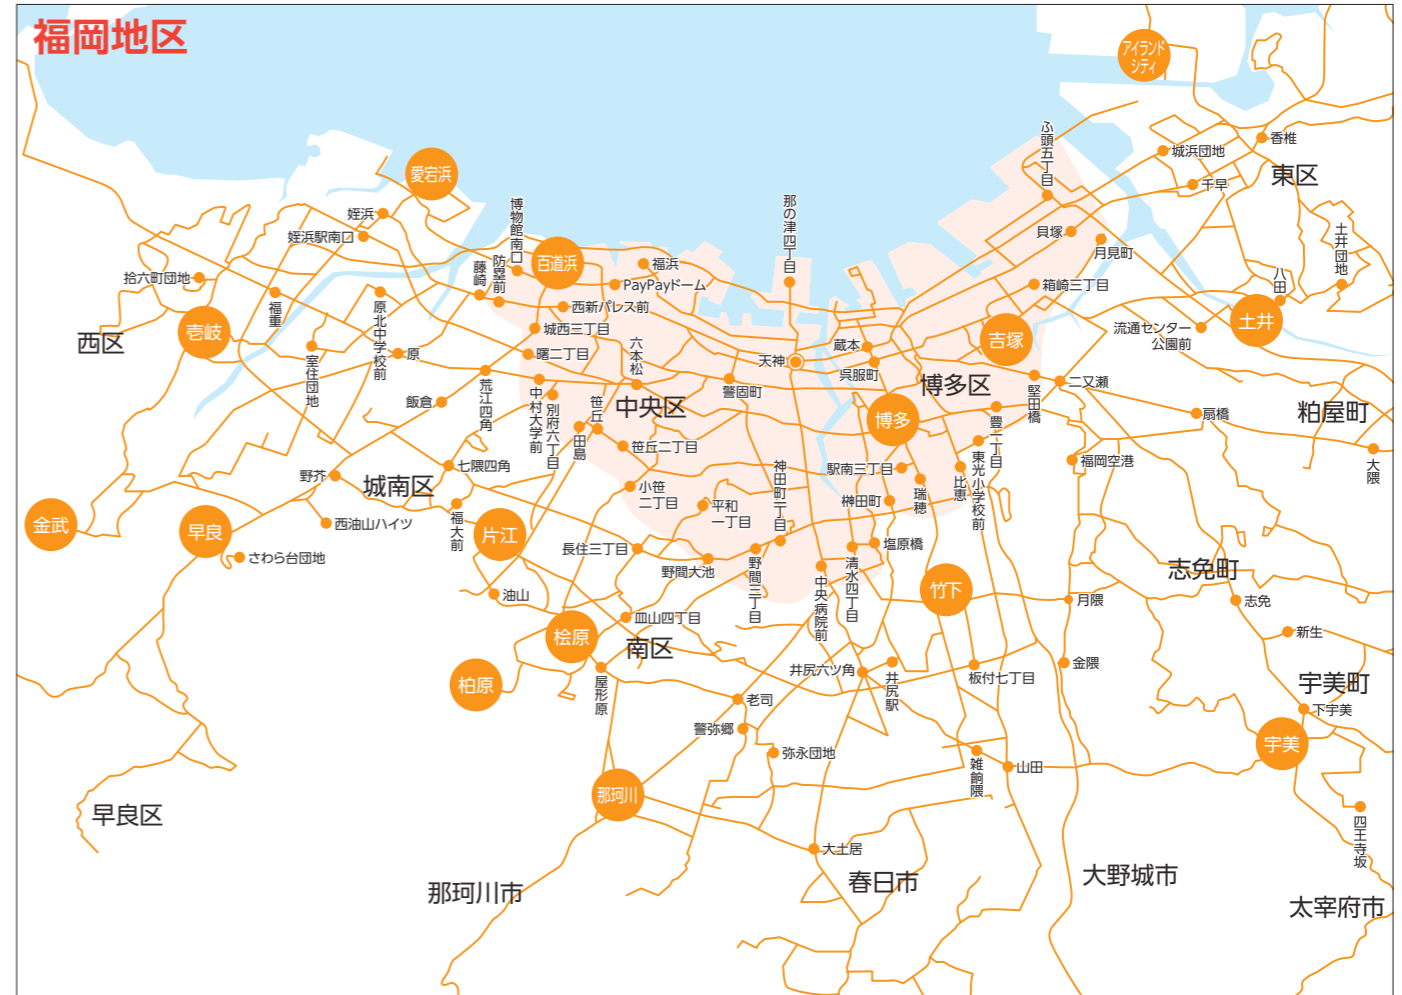 福岡地区
アイランド
シティ
香椎
城浜団地
東区
千早
ふ頭五丁目
愛宕浜
姪浜
姪浜駅南口
博物館南口
百道浜
福浜
PayPayドーム
那の津四丁目
貝塚
月見町
土井団地
八田
拾六町団地
福重
原北中学校前
藤崎
防塁前
西新パレス前
箱崎三丁目
土井
流通センター
公園前
西区
壱岐
室住団地
原
城西三丁目
曙二丁目
六本松
天神
蔵本
呉服町
吉塚
博多区
堅田橋
二又瀬
荒江四角
飯倉
中村大学前
別府六丁目
笹丘
田島
中央区
警固町
博多
豊一丁目
扇橋
粕屋町
大隈
笹丘二丁目
駅南三丁目
東光小学校前
比恵
福岡空港
七隈四角
野芥
城南区
小笹
二丁目
平和
一丁目
神田町一丁目
榊田町
瑞穂
金武
早良
西油山ハイツ
福大前
片江
さわら台団地
長住三丁目
野間大池
野間三丁目
中央病院前
清水四丁目
塩原橋
竹下
志免町
志免
月隈
油山
皿山四丁目
桧原
南区
新生
柏原
屋形原
井尻六ツ角
井尻駅
板付七丁目
金隈
宇美町
老司
下宇美
警弥郷
弥永団地
宇美
雑餉隈
山田
那珂川
早良区
四王寺坂
大土居
那珂川市
春日市
大野城市
太宰府市